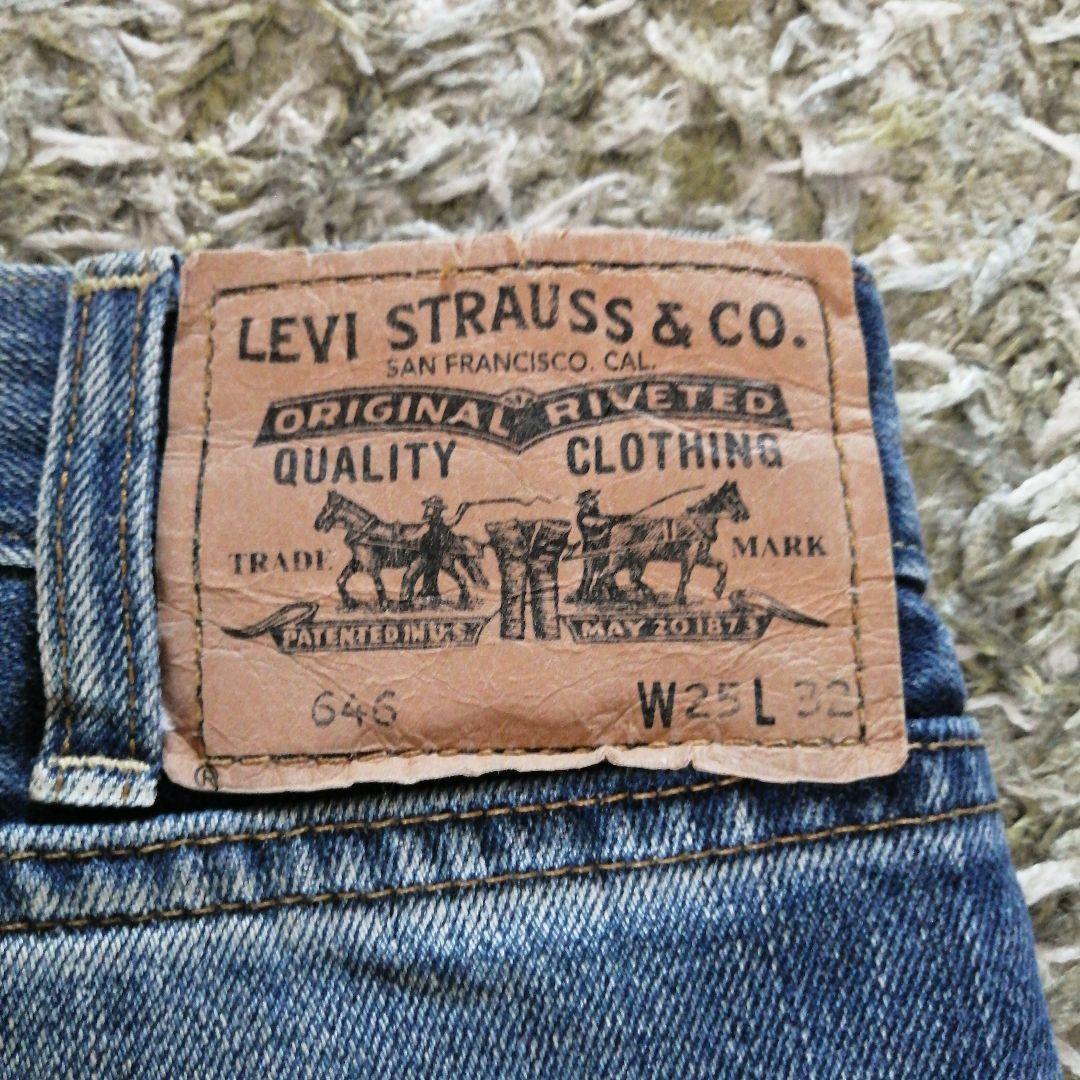 LEVI STRAUSS & CO.
SAN FRANCISCO. CAL.
ORIGINAL RIVETED
QUALITY CLOTHING
TRADE MARK
PATENTED IN U.S. MAY 20 1873
646 W25 L 32
®